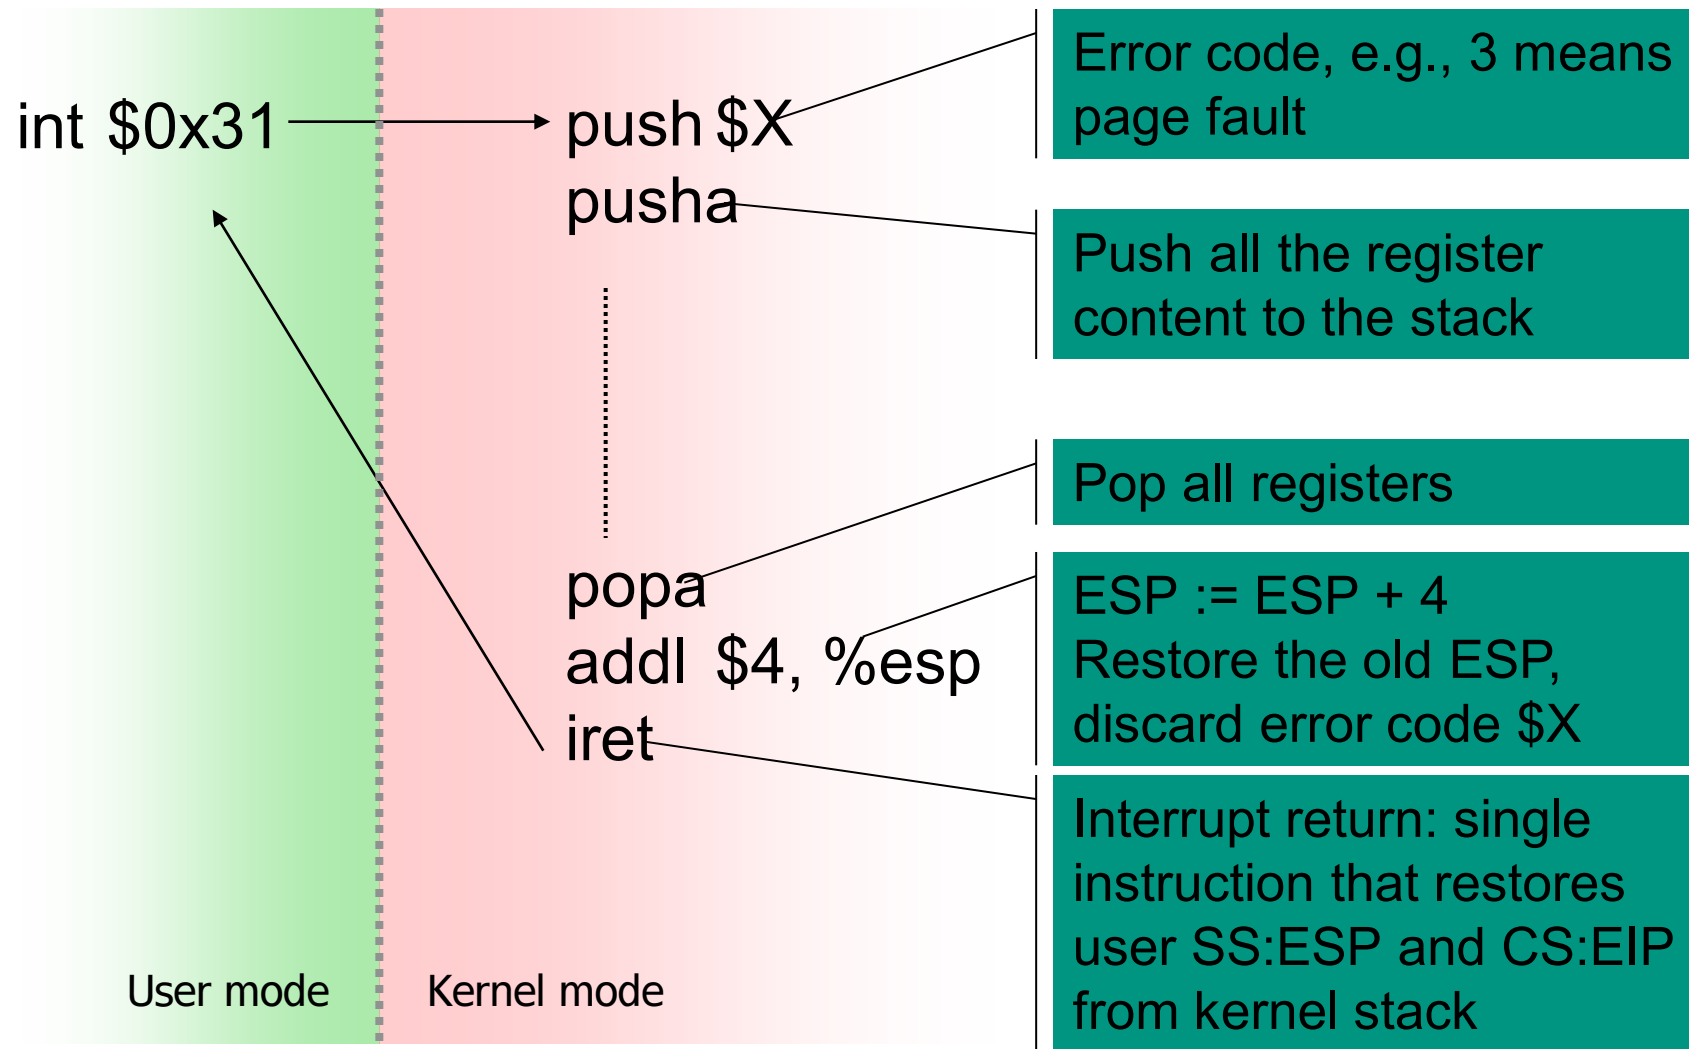 int $0x31
push $X
pusha
popa
addl $4, %esp
iret
User mode
Kernel mode
Error code, e.g., 3 means
page fault
Push all the register
content to the stack
Pop all registers
ESP := ESP + 4
Restore the old ESP,
discard error code $X
Interrupt return: single
instruction that restores
user SS:ESP and CS:EIP
from kernel stack